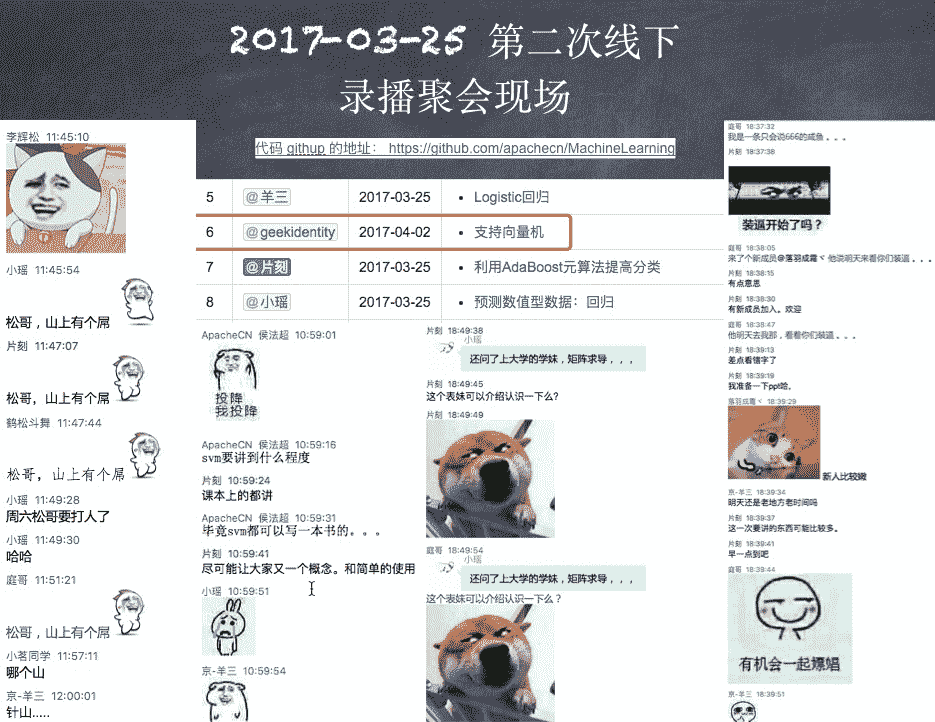 2017-03-25 第二次线下
录播聚会现场
代码 githup 的地址： https://github.com/apachecn/MachineLearning
李辉松 11:45:10
小瑶 11:45:54
松哥，山上有个屌
片刻 11:47:07
松哥，山上有个屌
鹤松斗舞 11:47:44
松哥，山上有个屌
小瑶 11:49:28
周六松哥要打人了
小瑶 11:49:30
哈哈
庭哥 11:51:21
松哥，山上有个屌
小茗同学 11:57:11
哪个山
京-羊三 12:00:01
针山.....
5 @羊三 2017-03-25 • Logistic回归
6 @geekidentity 2017-04-02 • 支持向量机
7 @片刻 2017-03-25 • 利用AdaBoost元算法提高分类
8 @小瑶 2017-03-25 • 预测数值型数据：回归
ApacheCN 侯法超 10:59:01
投降
我投降
ApacheCN 侯法超 10:59:16
svm要讲到什么程度
片刻 10:59:24
课本上的都讲
ApacheCN 侯法超 10:59:31
毕竟svm都可以写一本书的。。。
片刻 10:59:41
尽可能让大家又一个概念。和简单的使用
小瑶 10:59:51
京-羊三 10:59:54
片刻 18:49:38
小瑶
还问了上大学的学妹，矩阵求导，，，
片刻 18:49:45
这个表妹可以介绍认识一下么?
片刻 18:49:49
庭哥 18:49:54
小瑶
还问了上大学的学妹，矩阵求导，，，
这个表妹可以介绍认识一下么？
庭哥 18:37:32
我是一条只会说666的咸鱼。。。
片刻 18:37:38
装逼开始了吗？
庭哥 18:38:05
来了个新成员@落羽成霜ヾ他说明天来看你们装逼。。。
片刻 18:38:15
有点意思
片刻 18:38:30
有新成员加入。欢迎
庭哥 18:38:47
他明天去我那，看看你们装逼。。。
片刻 18:39:13
差点看错字了
片刻 18:39:19
我准备一下ppt哈。
落羽成霜ヾ 18:39:29
新人比较嫩
京-羊三 18:39:34
明天还是老地方老时间吗
片刻 18:39:37
这一次要讲的东西可能比较多。
片刻 18:39:41
早一点到吧
庭哥 18:39:44
有机会一起嫖娼
京-羊三 18:39:51